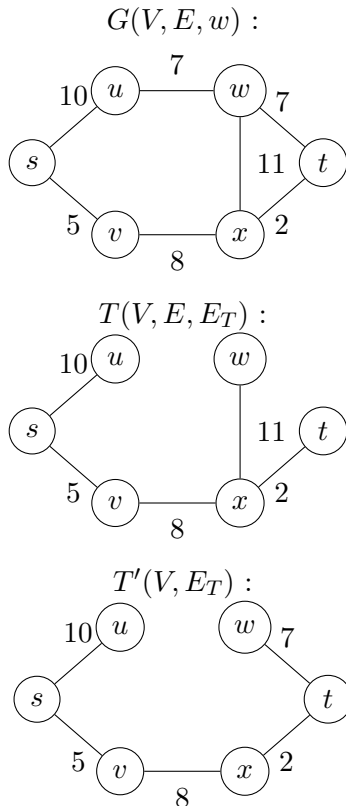 G(V, E, w) :
7
10 u w 7
s 11 t
5 v x 2
8
T(V, E, E_T) :
10 u w
s 11 t
5 v x 2
8
T′(V, E_T) :
10 u w 7
s t
5 v x 2
8